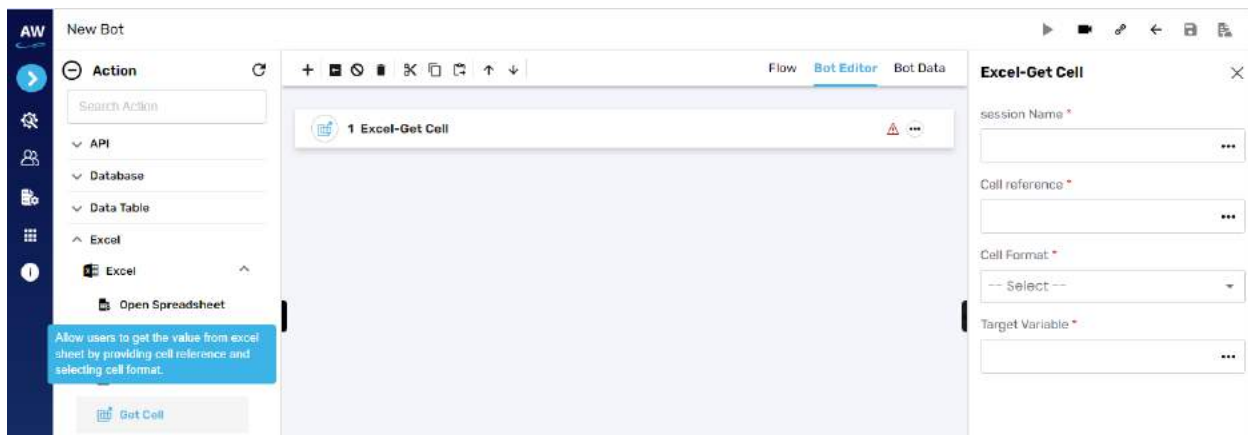 AW
New Bot
Action
Search Action
API
Database
Data Table
Excel
Excel
Open Spreadsheet
Allow users to get the value from excel
sheet by providing cell reference and
selecting cell format.
Get Cell
Flow Bot Editor Bot Data
1 Excel-Get Cell
Excel-Get Cell
session Name *
Cell reference *
Cell Format *
-- Select --
Target Variable *